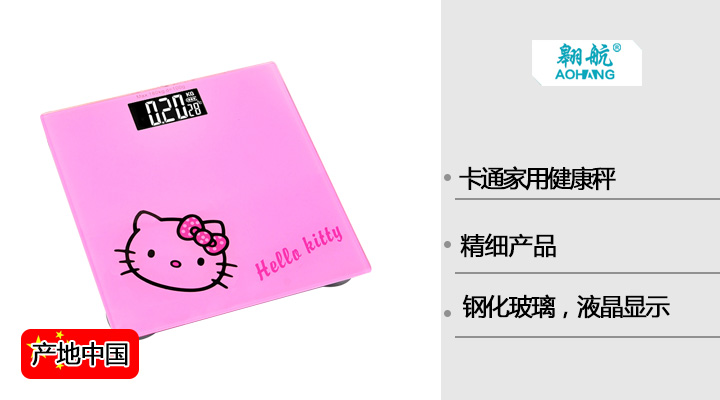 0.20
KG
28℃
Hello kitty
产地中国
翱航®
AOHANG
卡通家用健康秤
精细产品
钢化玻璃，液晶显示